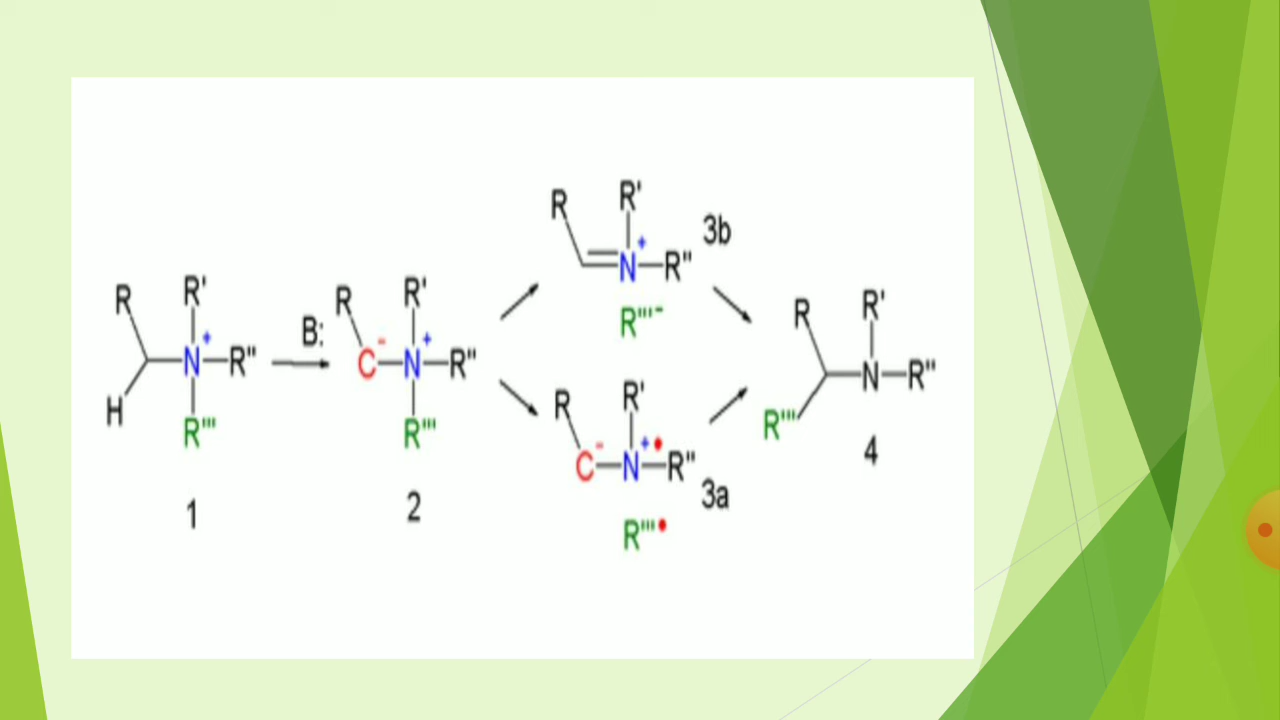 R R' H N + R" R''' 1
B:
R R' C - N + R" R''' 2
R R' N + R" R''' - 3b
R R' C - N + • R" R''' • 3a
R R' N R" R''' 4